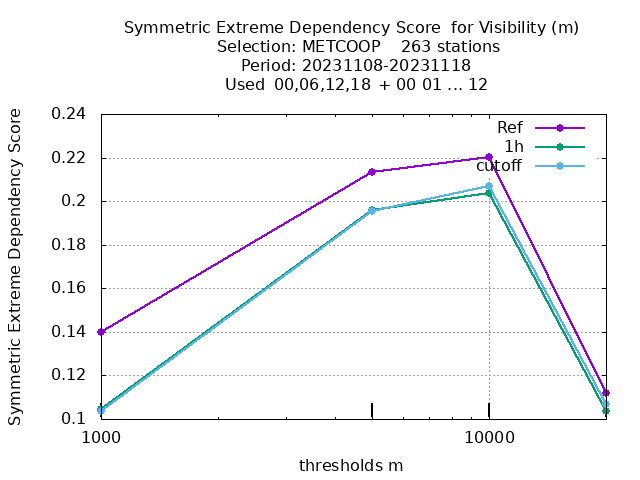 Symmetric Extreme Dependency Score  for Visibility (m)
Selection: METCOOP    263 stations
Period: 20231108-20231118
Used  00,06,12,18 + 00 01 ... 12
Symmetric Extreme Dependency Score
0.24
0.22
0.2
0.18
0.16
0.14
0.12
0.1
Ref
1h
cutoff
1000
10000
thresholds m